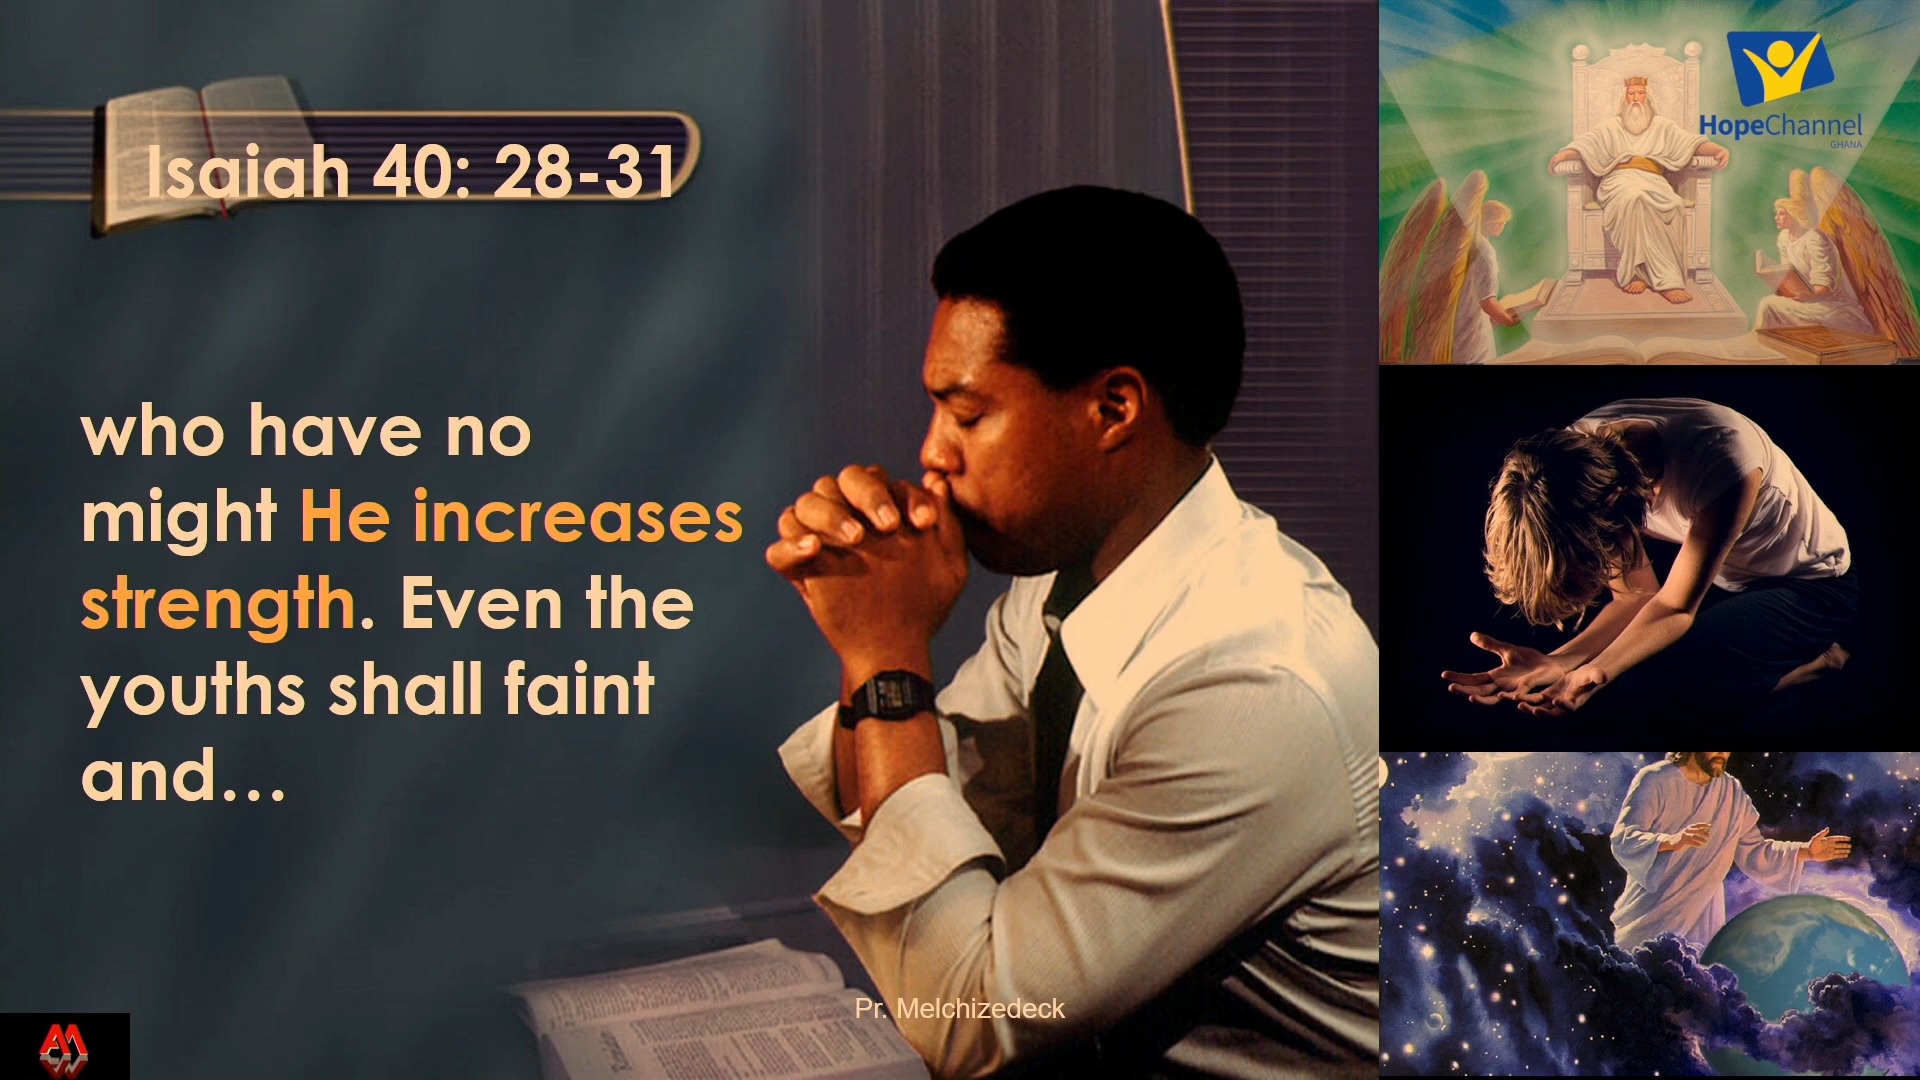 Isaiah 40: 28-31
HopeChannel
GHANA
who have no
might He increases
strength. Even the
youths shall faint
and…
Pr. Melchizedeck